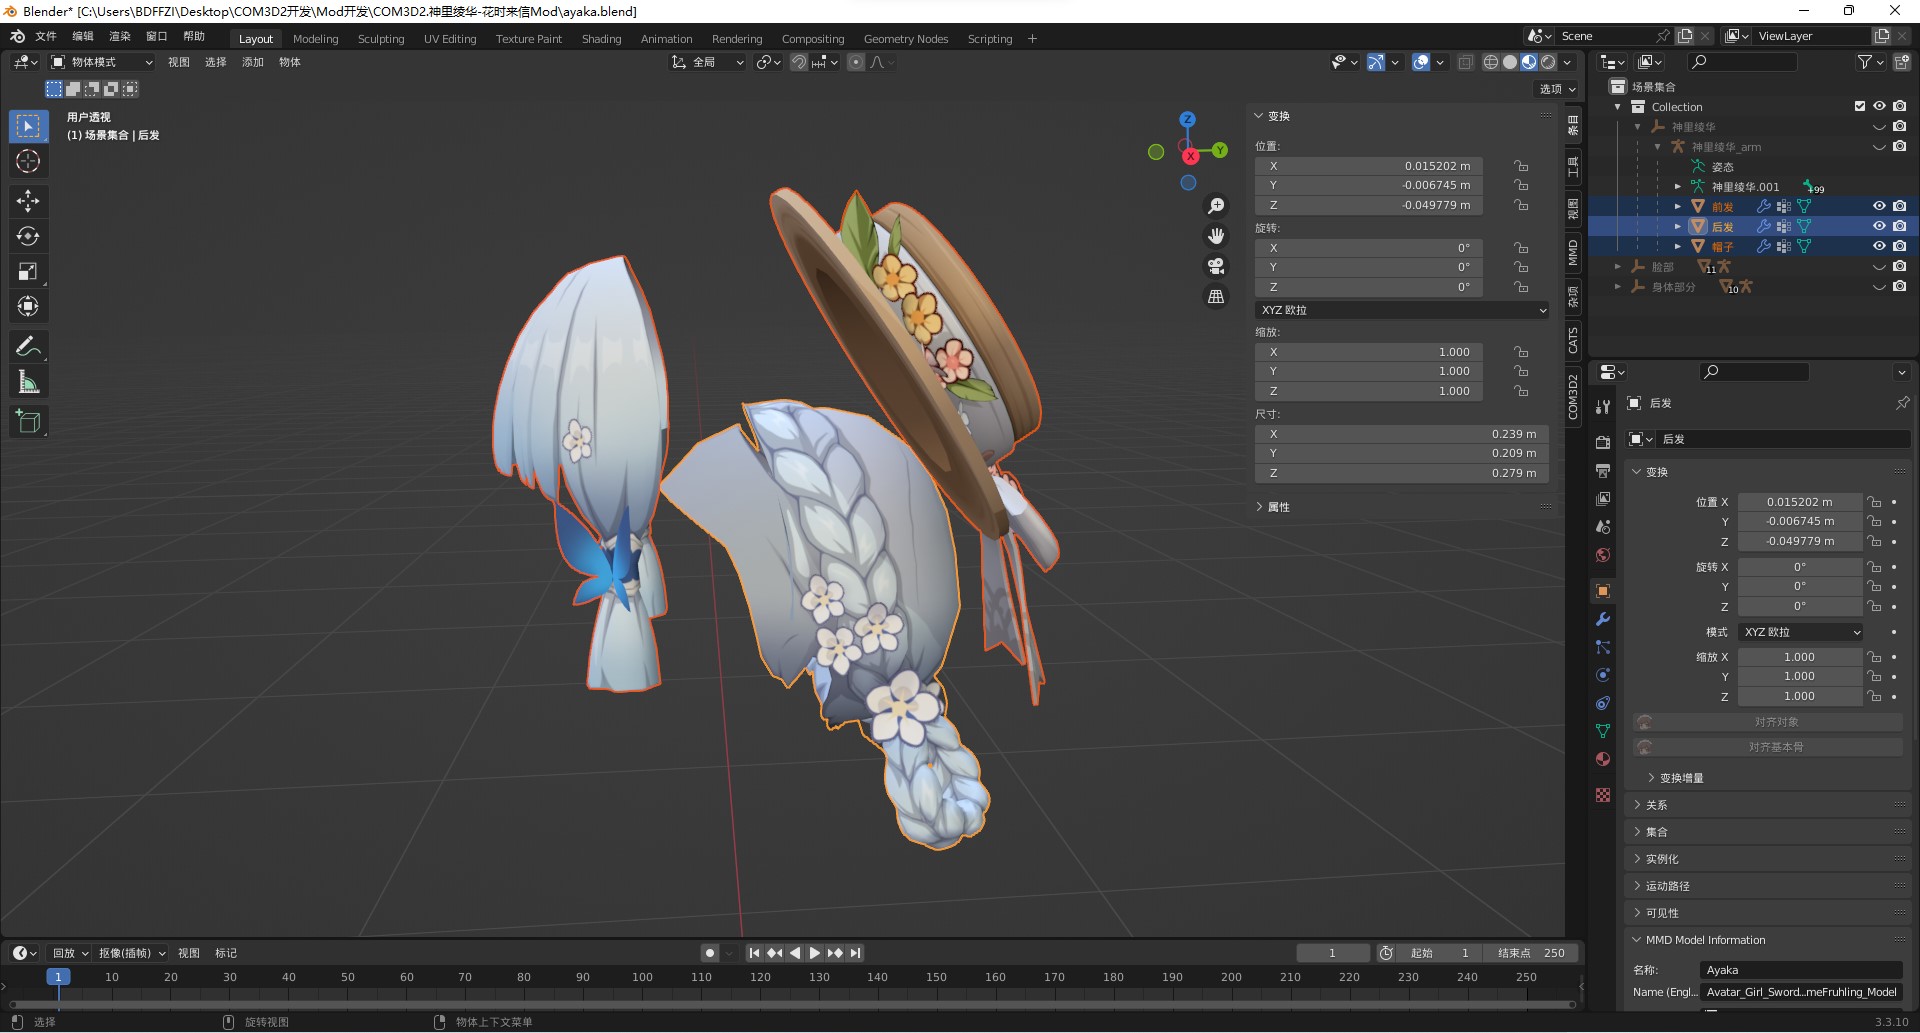 Blender* [C:\Users\BDFFZI\Desktop\COM3D2开发\Mod开发\COM3D2.神里绫华-花时来信Mod\ayaka.blend]
文件 编辑 渲染 窗口 帮助 Layout Modeling Sculpting UV Editing Texture Paint Shading Animation Rendering Compositing Geometry Nodes Scripting + Scene ViewLayer
物体模式 视图 选择 添加 物体 全局
选项
用户透视
(1) 场景集合 | 后发
Z
Y
X
变换
位置:
X 0.015202 m
Y -0.006745 m
Z -0.049779 m
旋转:
X 0°
Y 0°
Z 0°
XYZ 欧拉
缩放:
X 1.000
Y 1.000
Z 1.000
尺寸:
X 0.239 m
Y 0.209 m
Z 0.279 m
属性
条目
工具
视图
MMD
杂项
CATS
COM3D2
场景集合
Collection
神里绫华
神里绫华_arm
姿态
神里绫华.001 +99
前发
后发
帽子
脸部 11
身体部分 10
后发
后发
变换
位置 X 0.015202 m
Y -0.006745 m
Z -0.049779 m
旋转 X 0°
Y 0°
Z 0°
模式 XYZ 欧拉
缩放 X 1.000
Y 1.000
Z 1.000
对齐对象
对齐基本骨
变换增量
关系
集合
实例化
运动路径
可见性
MMD Model Information
名称: Ayaka
Name (Engl... Avatar_Girl_Sword...meFruhling_Model
回放 抠像(插帧) 视图 标记 1 起始 1 结束点 250
1 10 20 30 40 50 60 70 80 90 100 110 120 130 140 150 160 170 180 190 200 210 220 230 240 250
选择 旋转视图 物体上下文菜单 3.3.10